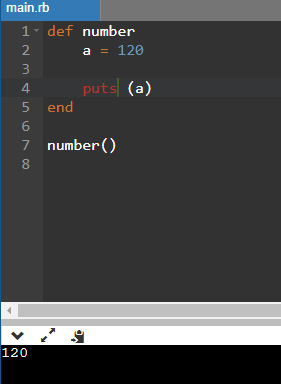 main.rb
1 def number
2     a = 120
3
4     puts (a)
5 end
6
7 number()
8
120